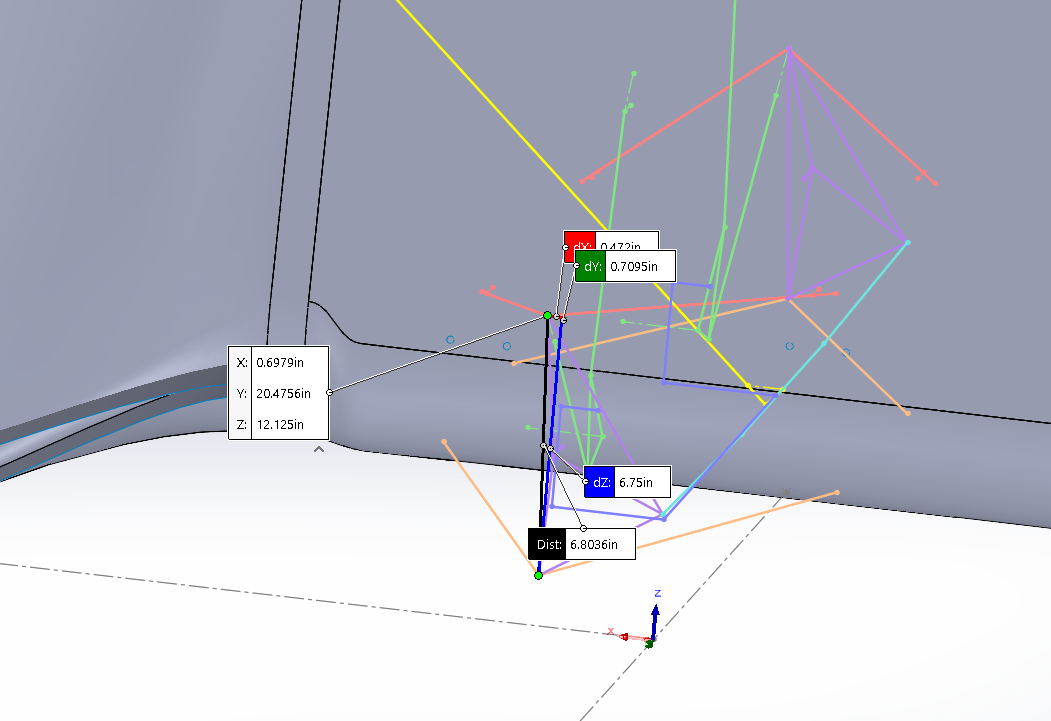 dX: 0.472in
dY: 0.7095in
X: 0.6979in
Y: 20.4756in
Z: 12.125in
dZ: 6.75in
Dist: 6.8036in
z
x